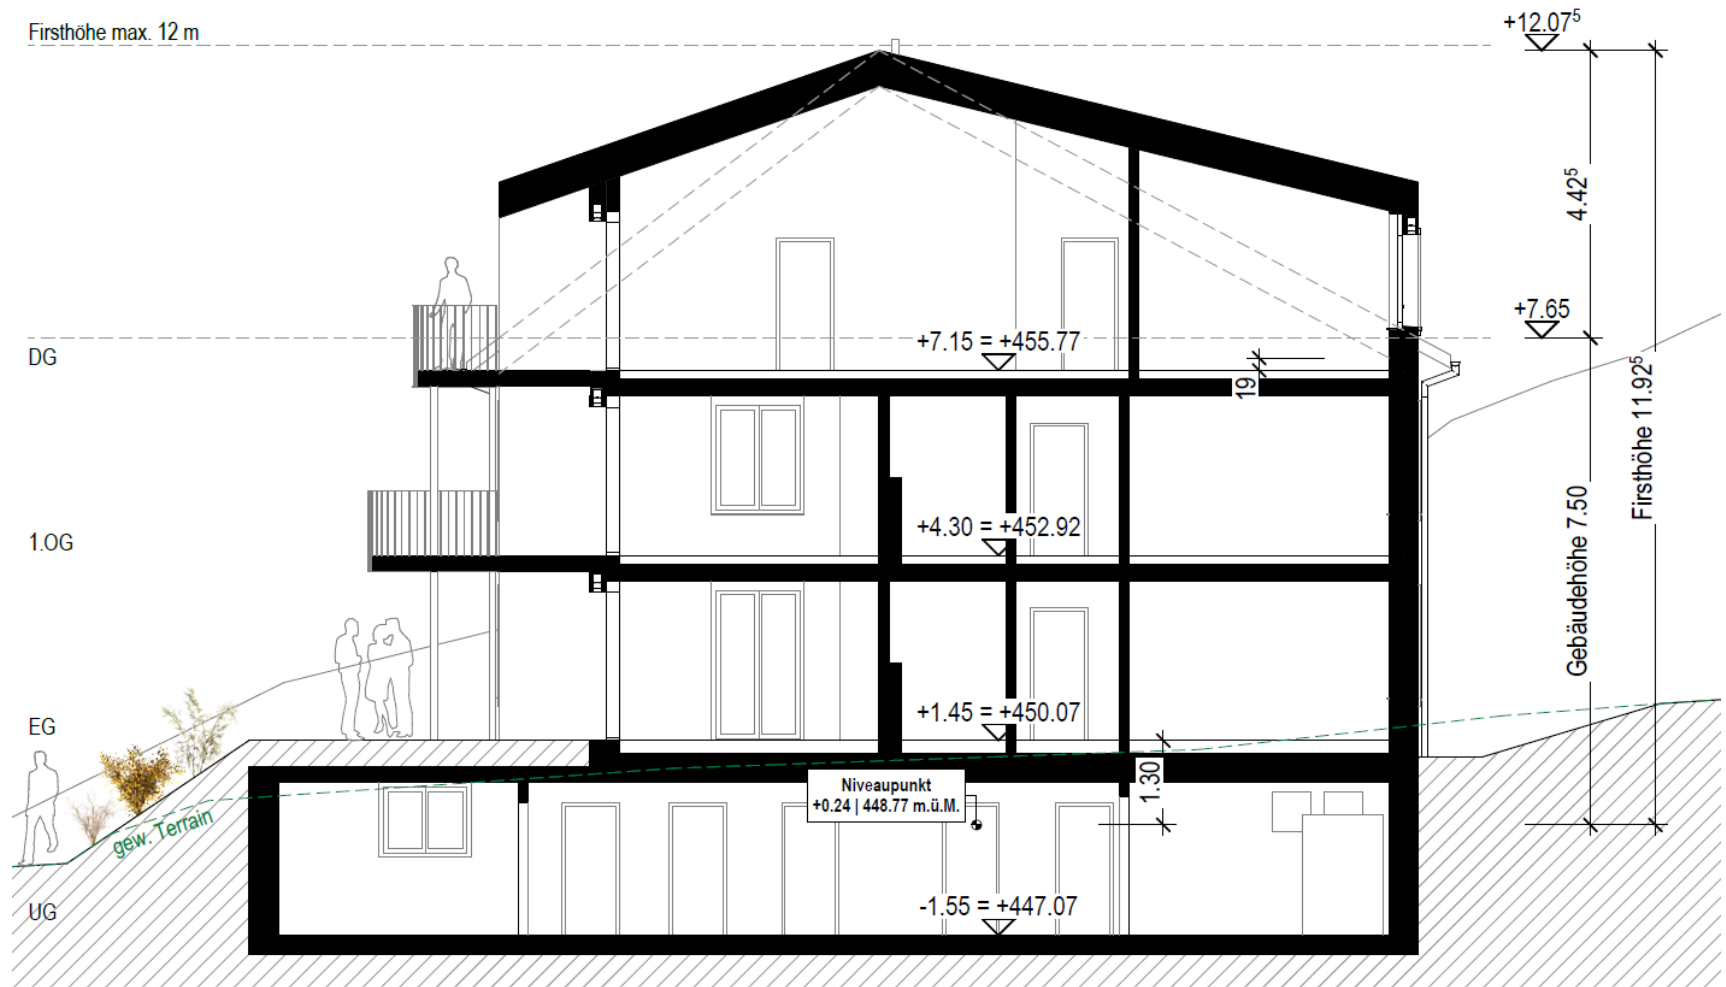 Firsthöhe max. 12 m
+12.07⁵
4.42⁵
+7.65
DG
+7.15 = +455.77
19
Firsthöhe 11.92⁵
Gebäudehöhe 7.50
1.OG
+4.30 = +452.92
EG
+1.45 = +450.07
1.30
Niveaupunkt
+0.24 | 448.77 m.ü.M.
gew. Terrain
UG
-1.55 = +447.07